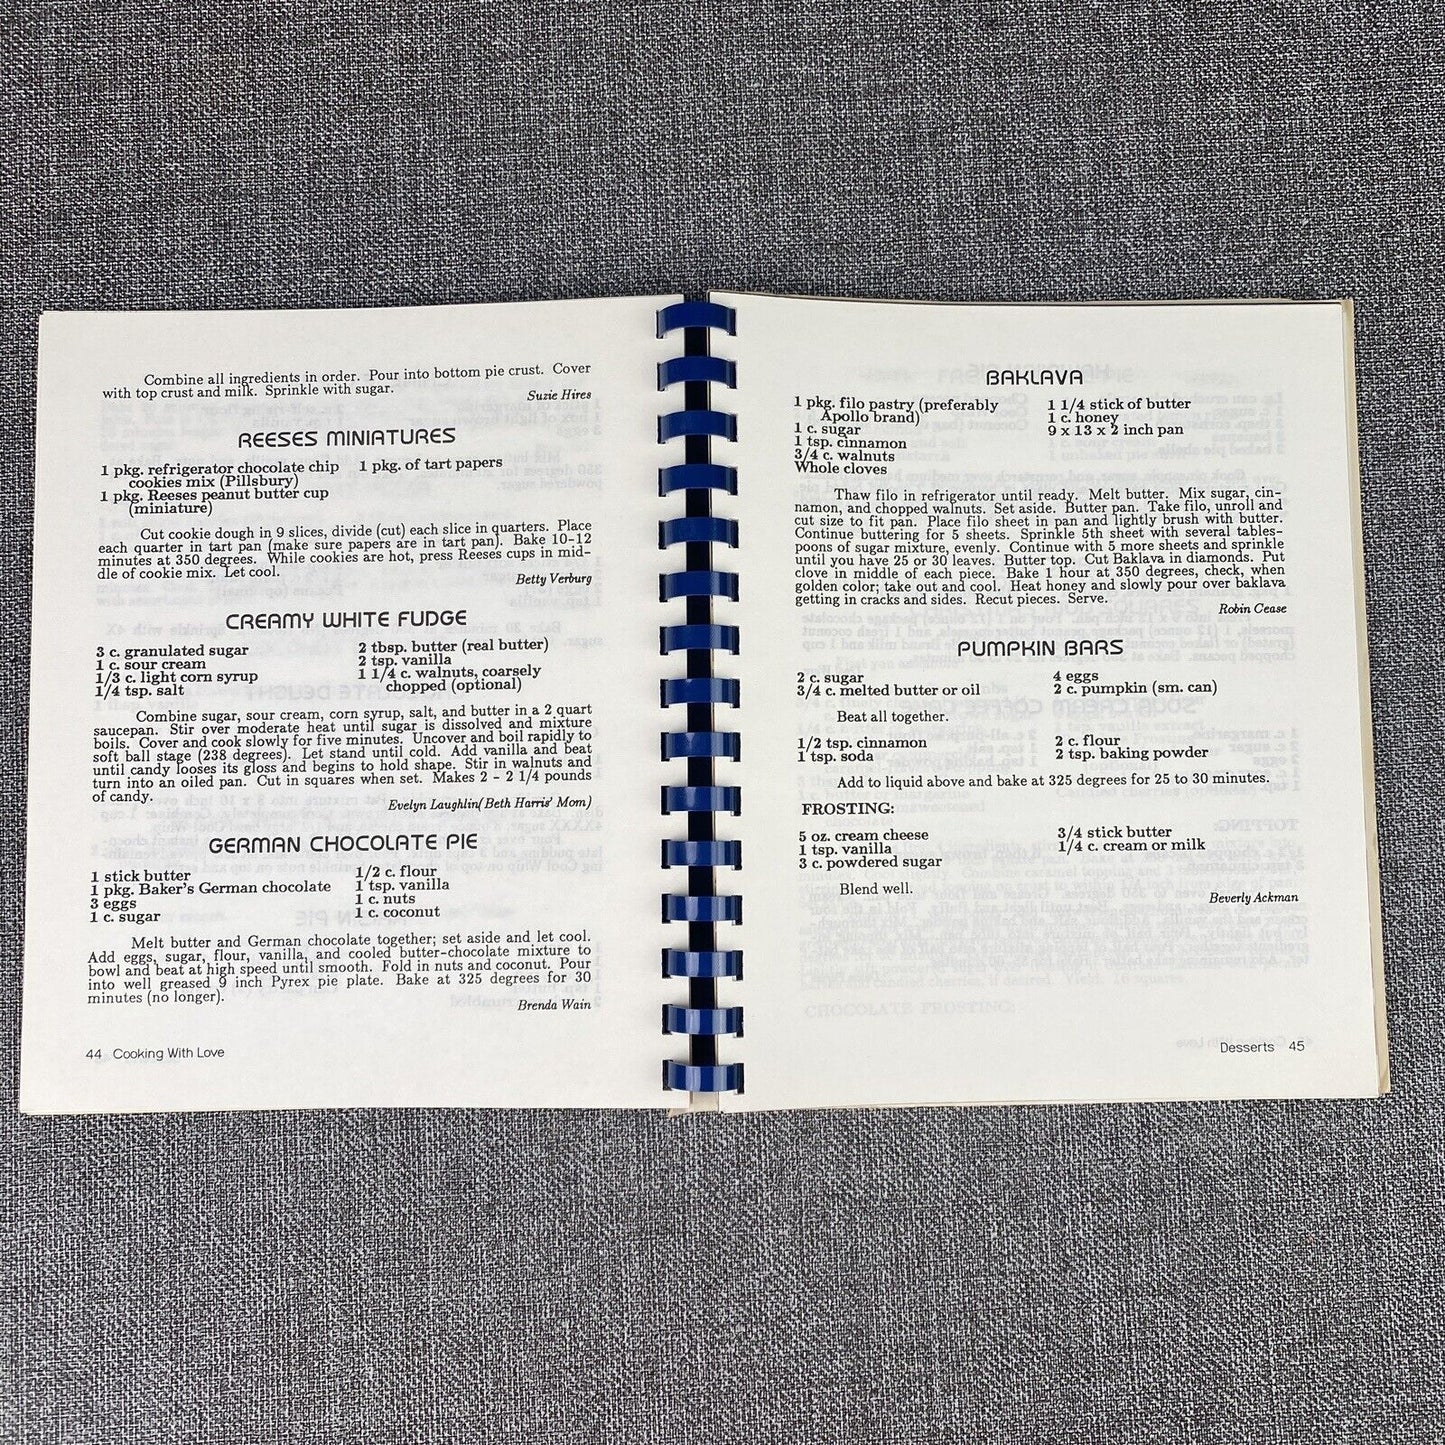 Combine all ingredients in order. Pour into bottom pie crust. Cover
with top crust and milk. Sprinkle with sugar.
Suzie Hires
REESES MINIATURES
1 pkg. refrigerator chocolate chip
cookies mix (Pillsbury)
1 pkg. Reeses peanut butter cup
(miniature)
1 pkg. of tart papers
Cut cookie dough in 9 slices, divide (cut) each slice in quarters. Place
each quarter in tart pan (make sure papers are in tart pan). Bake 10-12
minutes at 350 degrees. While cookies are hot, press Reeses cups in mid-
dle of cookie mix. Let cool.
Betty Verburg
CREAMY WHITE FUDGE
3 c. granulated sugar
1 c. sour cream
1/3 c. light corn syrup
1/4 tsp. salt
2 tbsp. butter (real butter)
2 tsp. vanilla
1 1/4 c. walnuts, coarsely
chopped (optional)
Combine sugar, sour cream, corn syrup, salt, and butter in a 2 quart
saucepan. Stir over moderate heat until sugar is dissolved and mixture
boils. Cover and cook slowly for five minutes. Uncover and boil rapidly to
soft ball stage (238 degrees). Let stand until cold. Add vanilla and beat
until candy looses its gloss and begins to hold shape. Stir in walnuts and
turn into an oiled pan. Cut in squares when set. Makes 2 - 2 1/4 pounds
of candy.
Evelyn Laughlin(Beth Harris' Mom)
GERMAN CHOCOLATE PIE
1 stick butter
1 pkg. Baker's German chocolate
3 eggs
1 c. sugar
1/2 c. flour
1 tsp. vanilla
1 c. nuts
1 c. coconut
Melt butter and German chocolate together; set aside and let cool.
Add eggs, sugar, flour, vanilla, and cooled butter-chocolate mixture to
bowl and beat at high speed until smooth. Fold in nuts and coconut. Pour
into well greased 9 inch Pyrex pie plate. Bake at 325 degrees for 30
minutes (no longer).
Brenda Wain
44 Cooking With Love
BAKLAVA
1 pkg. filo pastry (preferably
Apollo brand)
1 c. sugar
1 tsp. cinnamon
3/4 c. walnuts
Whole cloves
1 1/4 stick of butter
1 c. honey
9 x 13 x 2 inch pan
Thaw filo in refrigerator until ready. Melt butter. Mix sugar, cin-
namon, and chopped walnuts. Set aside. Butter pan. Take filo, unroll and
cut size to fit pan. Place filo sheet in pan and lightly brush with butter.
Continue buttering for 5 sheets. Sprinkle 5th sheet with several tables-
poons of sugar mixture, evenly. Continue with 5 more sheets and sprinkle
until you have 25 or 30 leaves. Butter top. Cut Baklava in diamonds. Put
clove in middle of each piece. Bake 1 hour at 350 degrees, check, when
golden color; take out and cool. Heat honey and slowly pour over baklava
getting in cracks and sides. Recut pieces. Serve.
Robin Cease
PUMPKIN BARS
2 c. sugar
3/4 c. melted butter or oil
4 eggs
2 c. pumpkin (sm. can)
Beat all together.
1/2 tsp. cinnamon
1 tsp. soda
2 c. flour
2 tsp. baking powder
Add to liquid above and bake at 325 degrees for 25 to 30 minutes.
FROSTING:
5 oz. cream cheese
1 tsp. vanilla
3 c. powdered sugar
3/4 stick butter
1/4 c. cream or milk
Blend well.
Beverly Ackman
Desserts 45